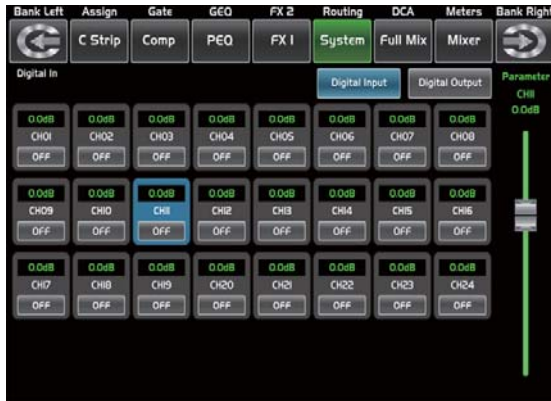 Bank Left Assign Gate GEQ FX 2 Routing DCA Meters Bank Righ
C Strip Comp PEQ FX 1 System Full Mix Mixer
Digital In Digital Input Digital Output Parameter
CH11
0.0dB
0.0dB 0.0dB 0.0dB 0.0dB 0.0dB 0.0dB 0.0dB 0.0dB
CH01 CH02 CH03 CH04 CH05 CH06 CH07 CH08
OFF OFF OFF OFF OFF OFF OFF OFF
0.0dB 0.0dB 0.0dB 0.0dB 0.0dB 0.0dB 0.0dB 0.0dB
CH09 CH10 CH11 CH12 CH13 CH14 CH15 CH16
OFF OFF OFF OFF OFF OFF OFF OFF
0.0dB 0.0dB 0.0dB 0.0dB 0.0dB 0.0dB 0.0dB 0.0dB
CH17 CH18 CH19 CH20 CH21 CH22 CH23 CH24
OFF OFF OFF OFF OFF OFF OFF OFF